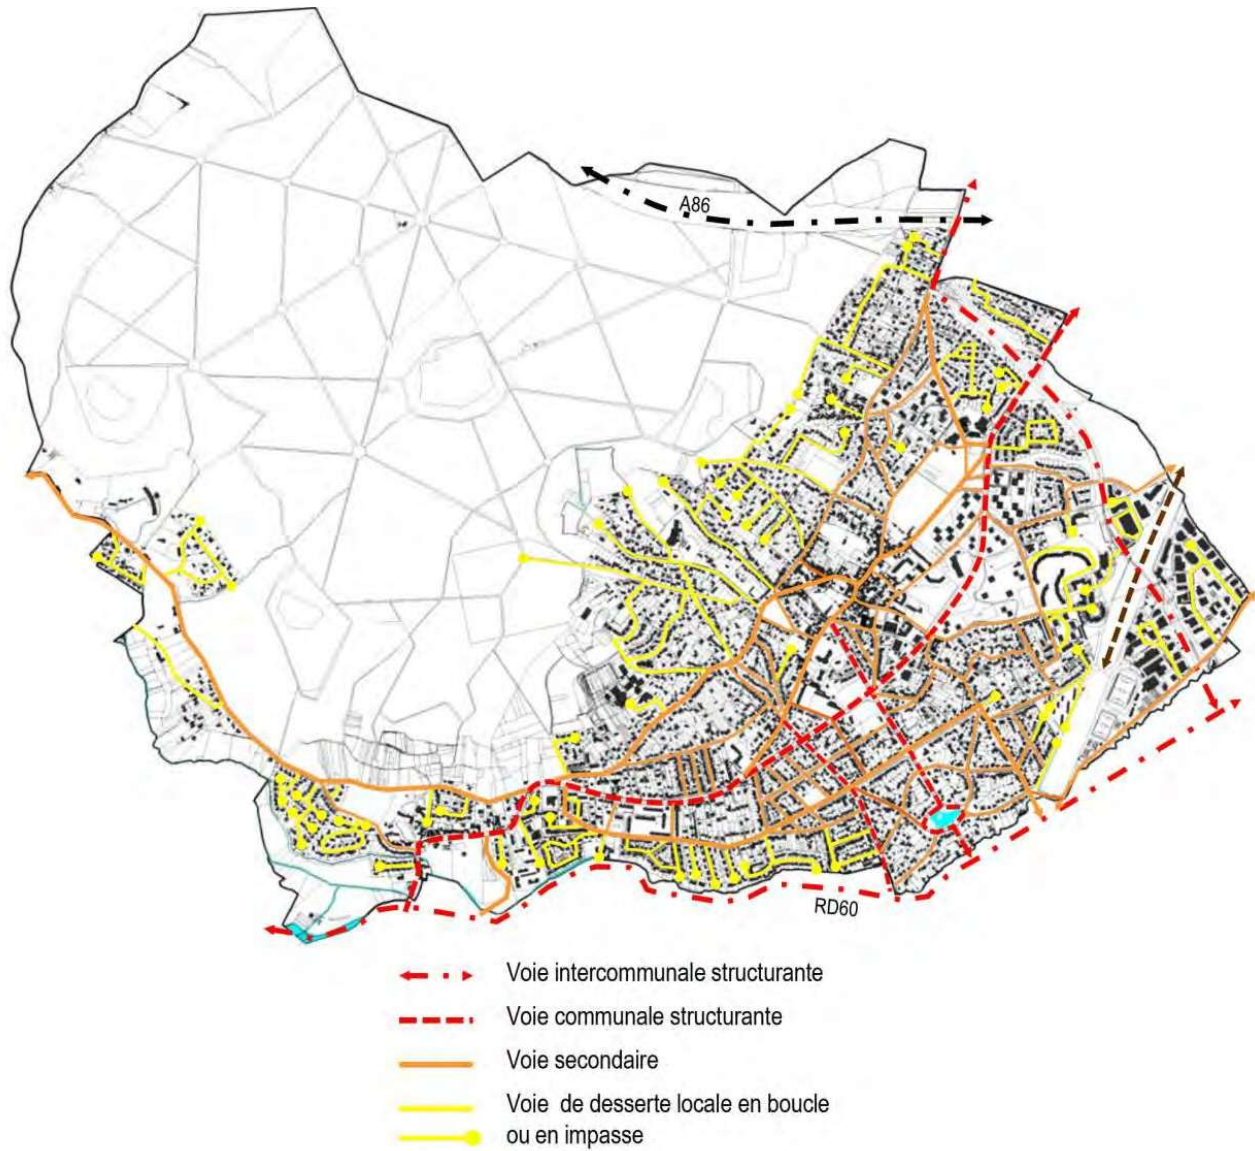 A86
RD60
Voie intercommunale structurante
Voie communale structurante
Voie secondaire
Voie de desserte locale en boucle
ou en impasse